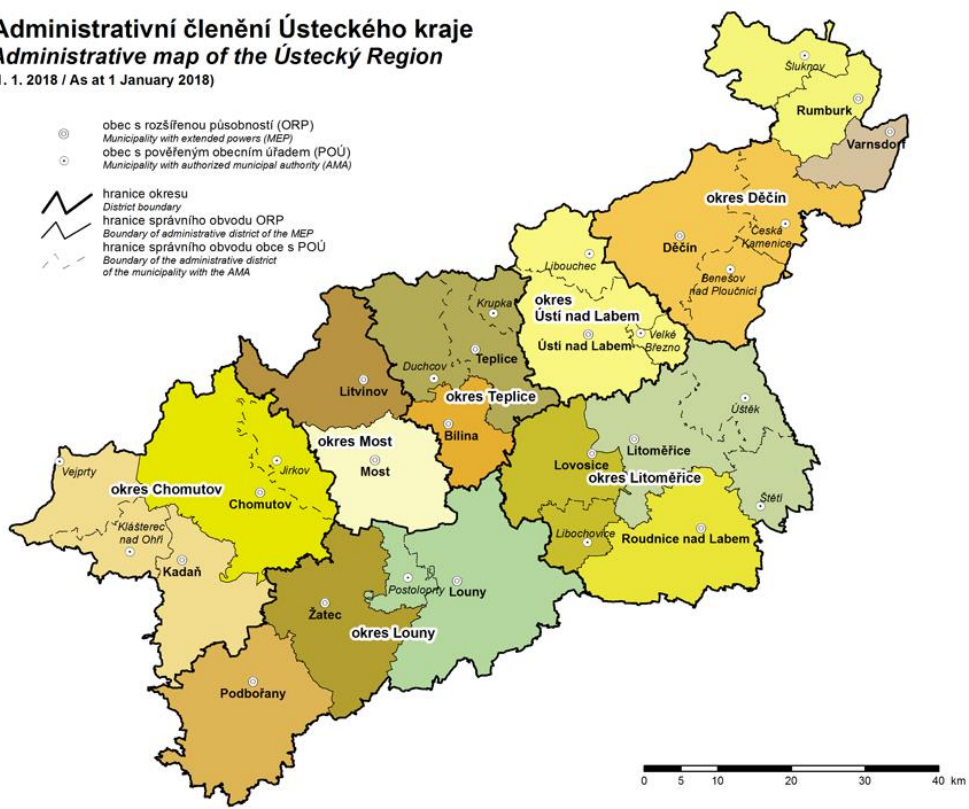 Administrativní členění Ústeckého kraje
Administrative map of the Ústecký Region
1. 1. 2018 / As at 1 January 2018)
obec s rozšířenou působností (ORP)
Municipality with extended powers (MEP)
obec s pověřeným obecním úřadem (POÚ)
Municipality with authorized municipal authority (AMA)
hranice okresu
District boundary
hranice správního obvodu ORP
Boundary of administrative district of the MEP
hranice správního obvodu obce s POÚ
Boundary of the administrative district
of the municipality with the AMA
Šluknov
Rumburk
Varnsdorf
okres Děčín
Děčín
Česká
Kamenice
Benešov
nad Ploučnicí
Libouchec
okres
Ústí nad Labem
Ústí nad Labem
Velké
Březno
Krupka
Teplice
Duchcov
okres Teplice
Bílina
Litvínov
okres Most
Most
Úštěk
Litoměřice
Lovosice
okres Litoměřice
Štětí
Libochovice
Roudnice nad Labem
Vejprty
okres Chomutov
Jirkov
Chomutov
Klášterec
nad Ohří
Kadaň
Postoloprty
Louny
Žatec
okres Louny
Podbořany
0 5 10 20 30 40 km